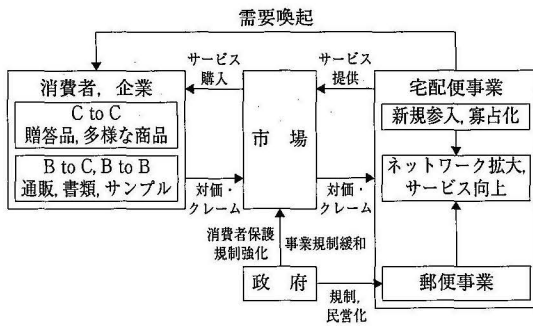 需要喚起
消費者，企業
C to C
贈答品，多様な商品
B to C, B to B
通販，書類，サンプル
サービス
購入
対価・
クレーム
市　場
サービス
提供
対価・
クレーム
宅配便事業
新規参入，寡占化
ネットワーク拡大，
サービス向上
郵便事業
消費者保護
規制強化
事業規制緩和
政　府
規制，
民営化